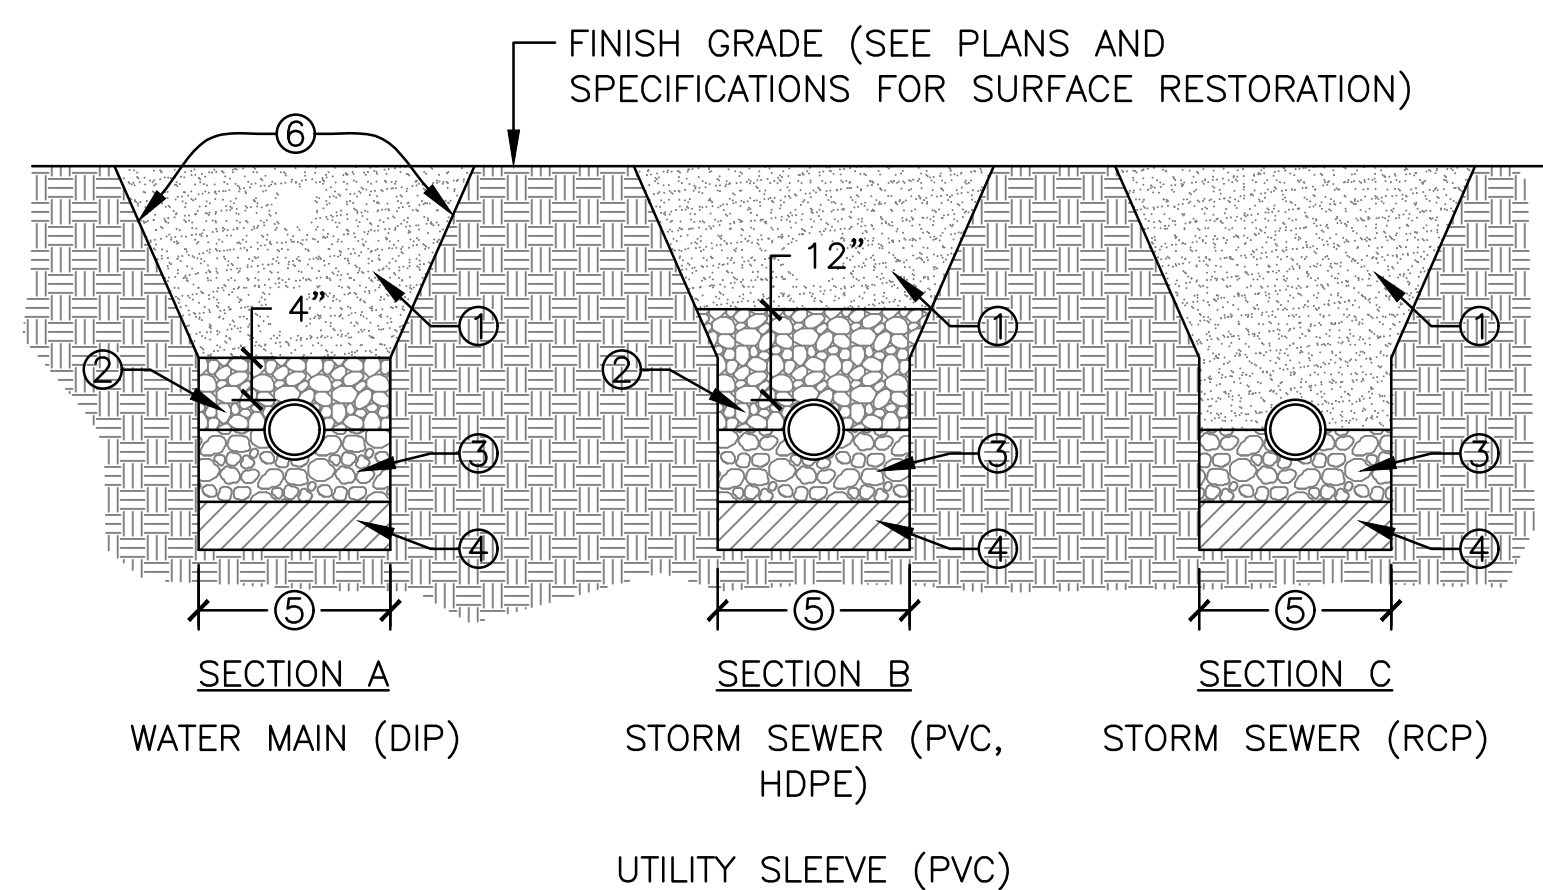 FINISH GRADE (SEE PLANS AND
SPECIFICATIONS FOR SURFACE RESTORATION)
6
4"
1
2
3
4
5
SECTION A
WATER MAIN (DIP)
12"
1
2
3
4
5
SECTION B
STORM SEWER (PVC,
HDPE)
UTILITY SLEEVE (PVC)
1
3
4
5
SECTION C
STORM SEWER (RCP)